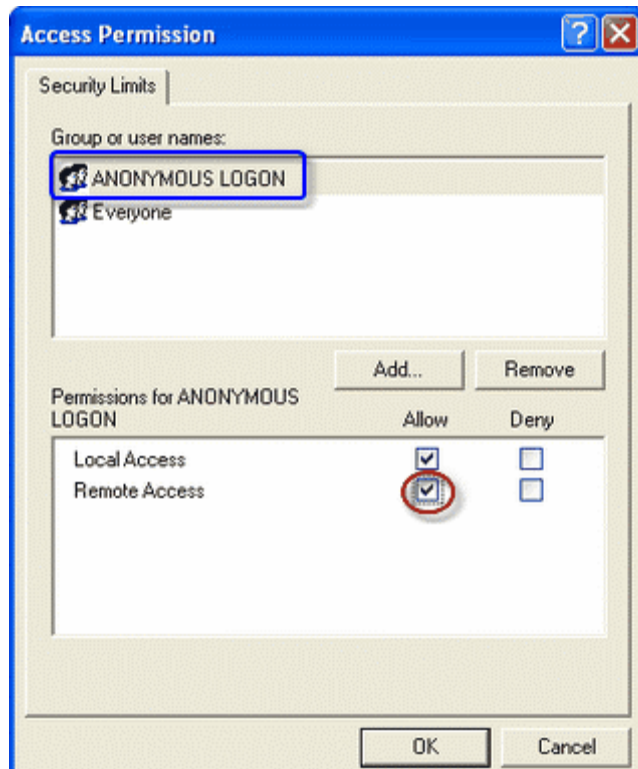 Access Permission
Security Limits
Group or user names:
ANONYMOUS LOGON
Everyone
Add...
Remove
Permissions for ANONYMOUS
LOGON
Allow
Deny
Local Access
Remote Access
OK
Cancel